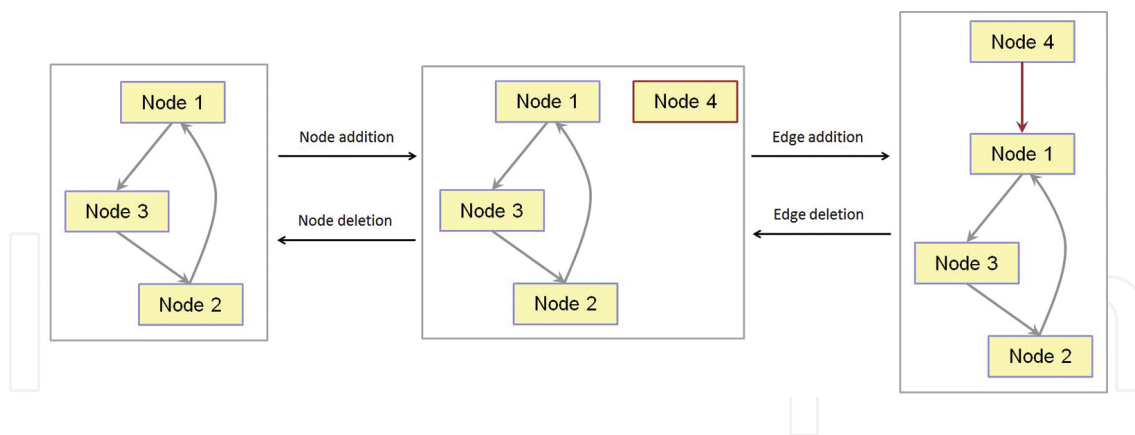 Node 1
Node 3
Node 2
Node addition
Node deletion
Node 1
Node 4
Node 3
Node 2
Edge addition
Edge deletion
Node 4
Node 1
Node 3
Node 2